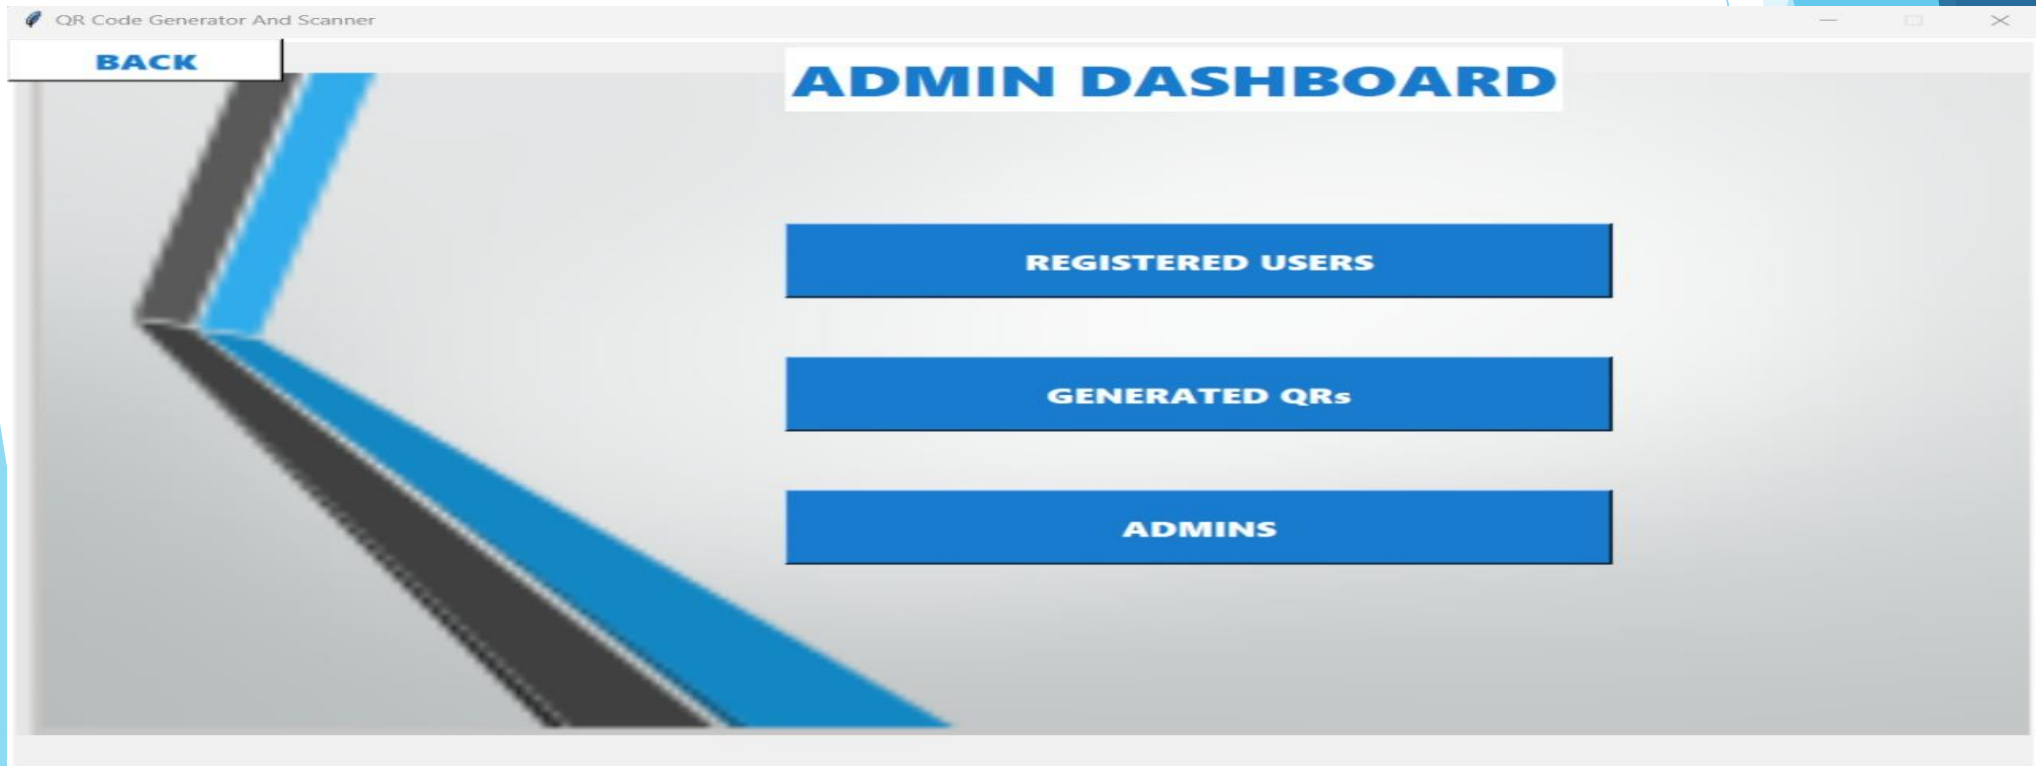 QR Code Generator And Scanner
BACK
ADMIN DASHBOARD
REGISTERED USERS
GENERATED QRs
ADMINS